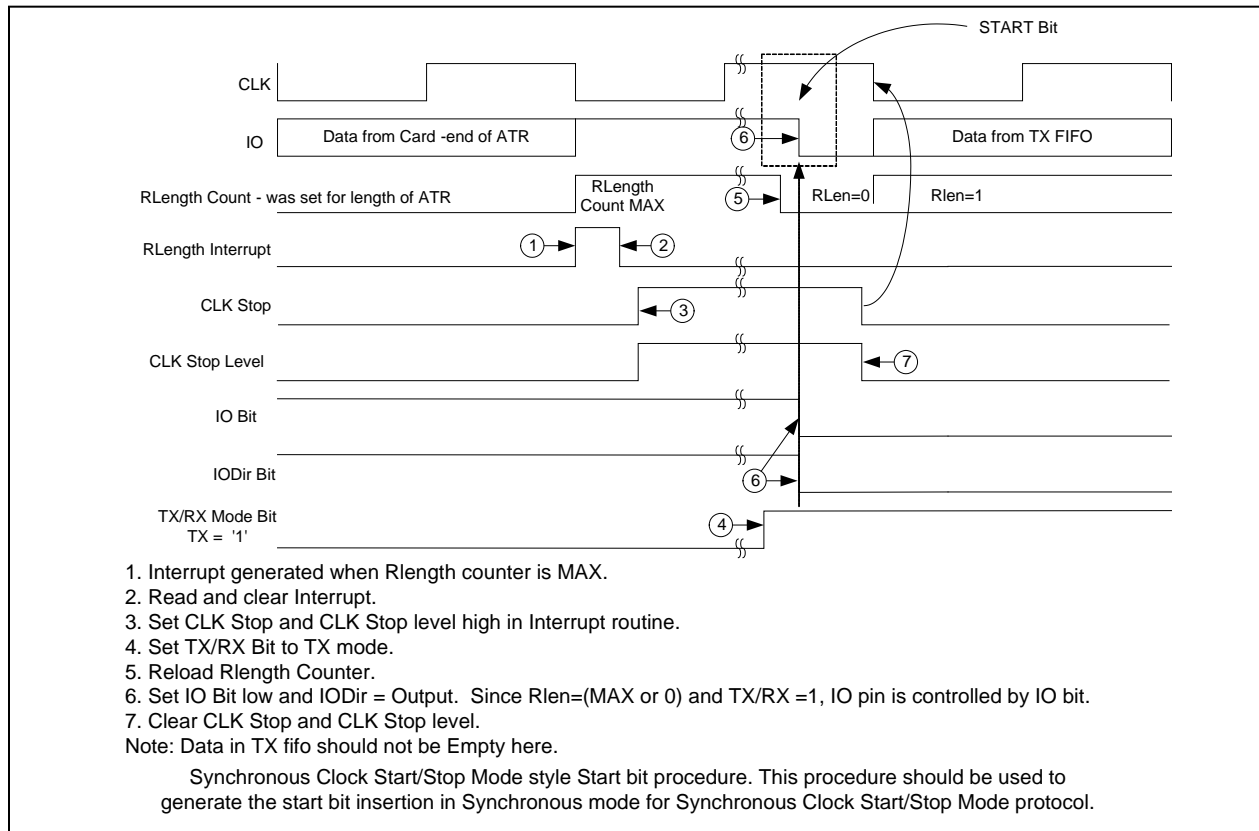 START Bit
CLK
IO
Data from Card -end of ATR
6
Data from TX FIFO
RLength Count - was set for length of ATR
RLength
Count MAX
5
RLen=0
Rlen=1
RLength Interrupt
1
2
CLK Stop
3
CLK Stop Level
7
IO Bit
IODir Bit
6
TX/RX Mode Bit
TX = '1'
4
1. Interrupt generated when Rlength counter is MAX.
2. Read and clear Interrupt.
3. Set CLK Stop and CLK Stop level high in Interrupt routine.
4. Set TX/RX Bit to TX mode.
5. Reload Rlength Counter.
6. Set IO Bit low and IODir = Output. Since Rlen=(MAX or 0) and TX/RX =1, IO pin is controlled by IO bit.
7. Clear CLK Stop and CLK Stop level.
Note: Data in TX fifo should not be Empty here.
Synchronous Clock Start/Stop Mode style Start bit procedure. This procedure should be used to
generate the start bit insertion in Synchronous mode for Synchronous Clock Start/Stop Mode protocol.